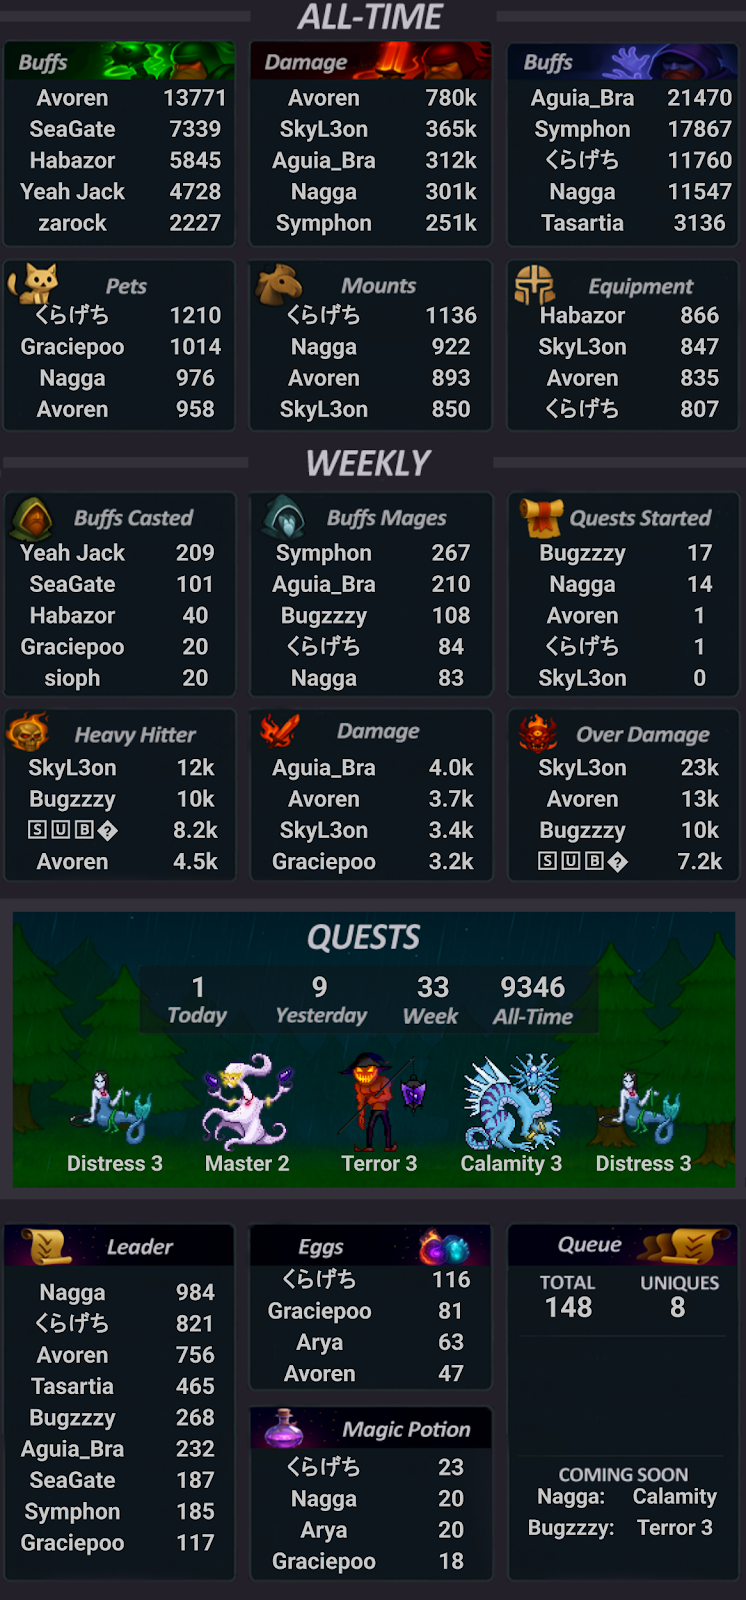 ALL-TIME
Buffs
Avoren 13771
SeaGate 7339
Habazor 5845
Yeah Jack 4728
zarock 2227
Damage
Avoren 780k
SkyL3on 365k
Aguia_Bra 312k
Nagga 301k
Symphon 251k
Buffs
Aguia_Bra 21470
Symphon 17867
くらげち 11760
Nagga 11547
Tasartia 3136
Pets
くらげち 1210
Graciepoo 1014
Nagga 976
Avoren 958
Mounts
くらげち 1136
Nagga 922
Avoren 893
SkyL3on 850
Equipment
Habazor 866
SkyL3on 847
Avoren 835
くらげち 807
WEEKLY
Buffs Casted
Yeah Jack 209
SeaGate 101
Habazor 40
Graciepoo 20
sioph 20
Buffs Mages
Symphon 267
Aguia_Bra 210
Bugzzzy 108
くらげち 84
Nagga 83
Quests Started
Bugzzzy 17
Nagga 14
Avoren 1
くらげち 1
SkyL3on 0
Heavy Hitter
SkyL3on 12k
Bugzzzy 10k
🅂🅄🄱� 8.2k
Avoren 4.5k
Damage
Aguia_Bra 4.0k
Avoren 3.7k
SkyL3on 3.4k
Graciepoo 3.2k
Over Damage
SkyL3on 23k
Avoren 13k
Bugzzzy 10k
🅂🅄🄱� 7.2k
QUESTS
1 9 33 9346
Today Yesterday Week All-Time
Distress 3 Master 2 Terror 3 Calamity 3 Distress 3
Leader
Nagga 984
くらげち 821
Avoren 756
Tasartia 465
Bugzzzy 268
Aguia_Bra 232
SeaGate 187
Symphon 185
Graciepoo 117
Eggs
くらげち 116
Graciepoo 81
Arya 63
Avoren 47
Magic Potion
くらげち 23
Nagga 20
Arya 20
Graciepoo 18
Queue
TOTAL UNIQUES
148 8
COMING SOON
Nagga: Calamity
Bugzzzy: Terror 3